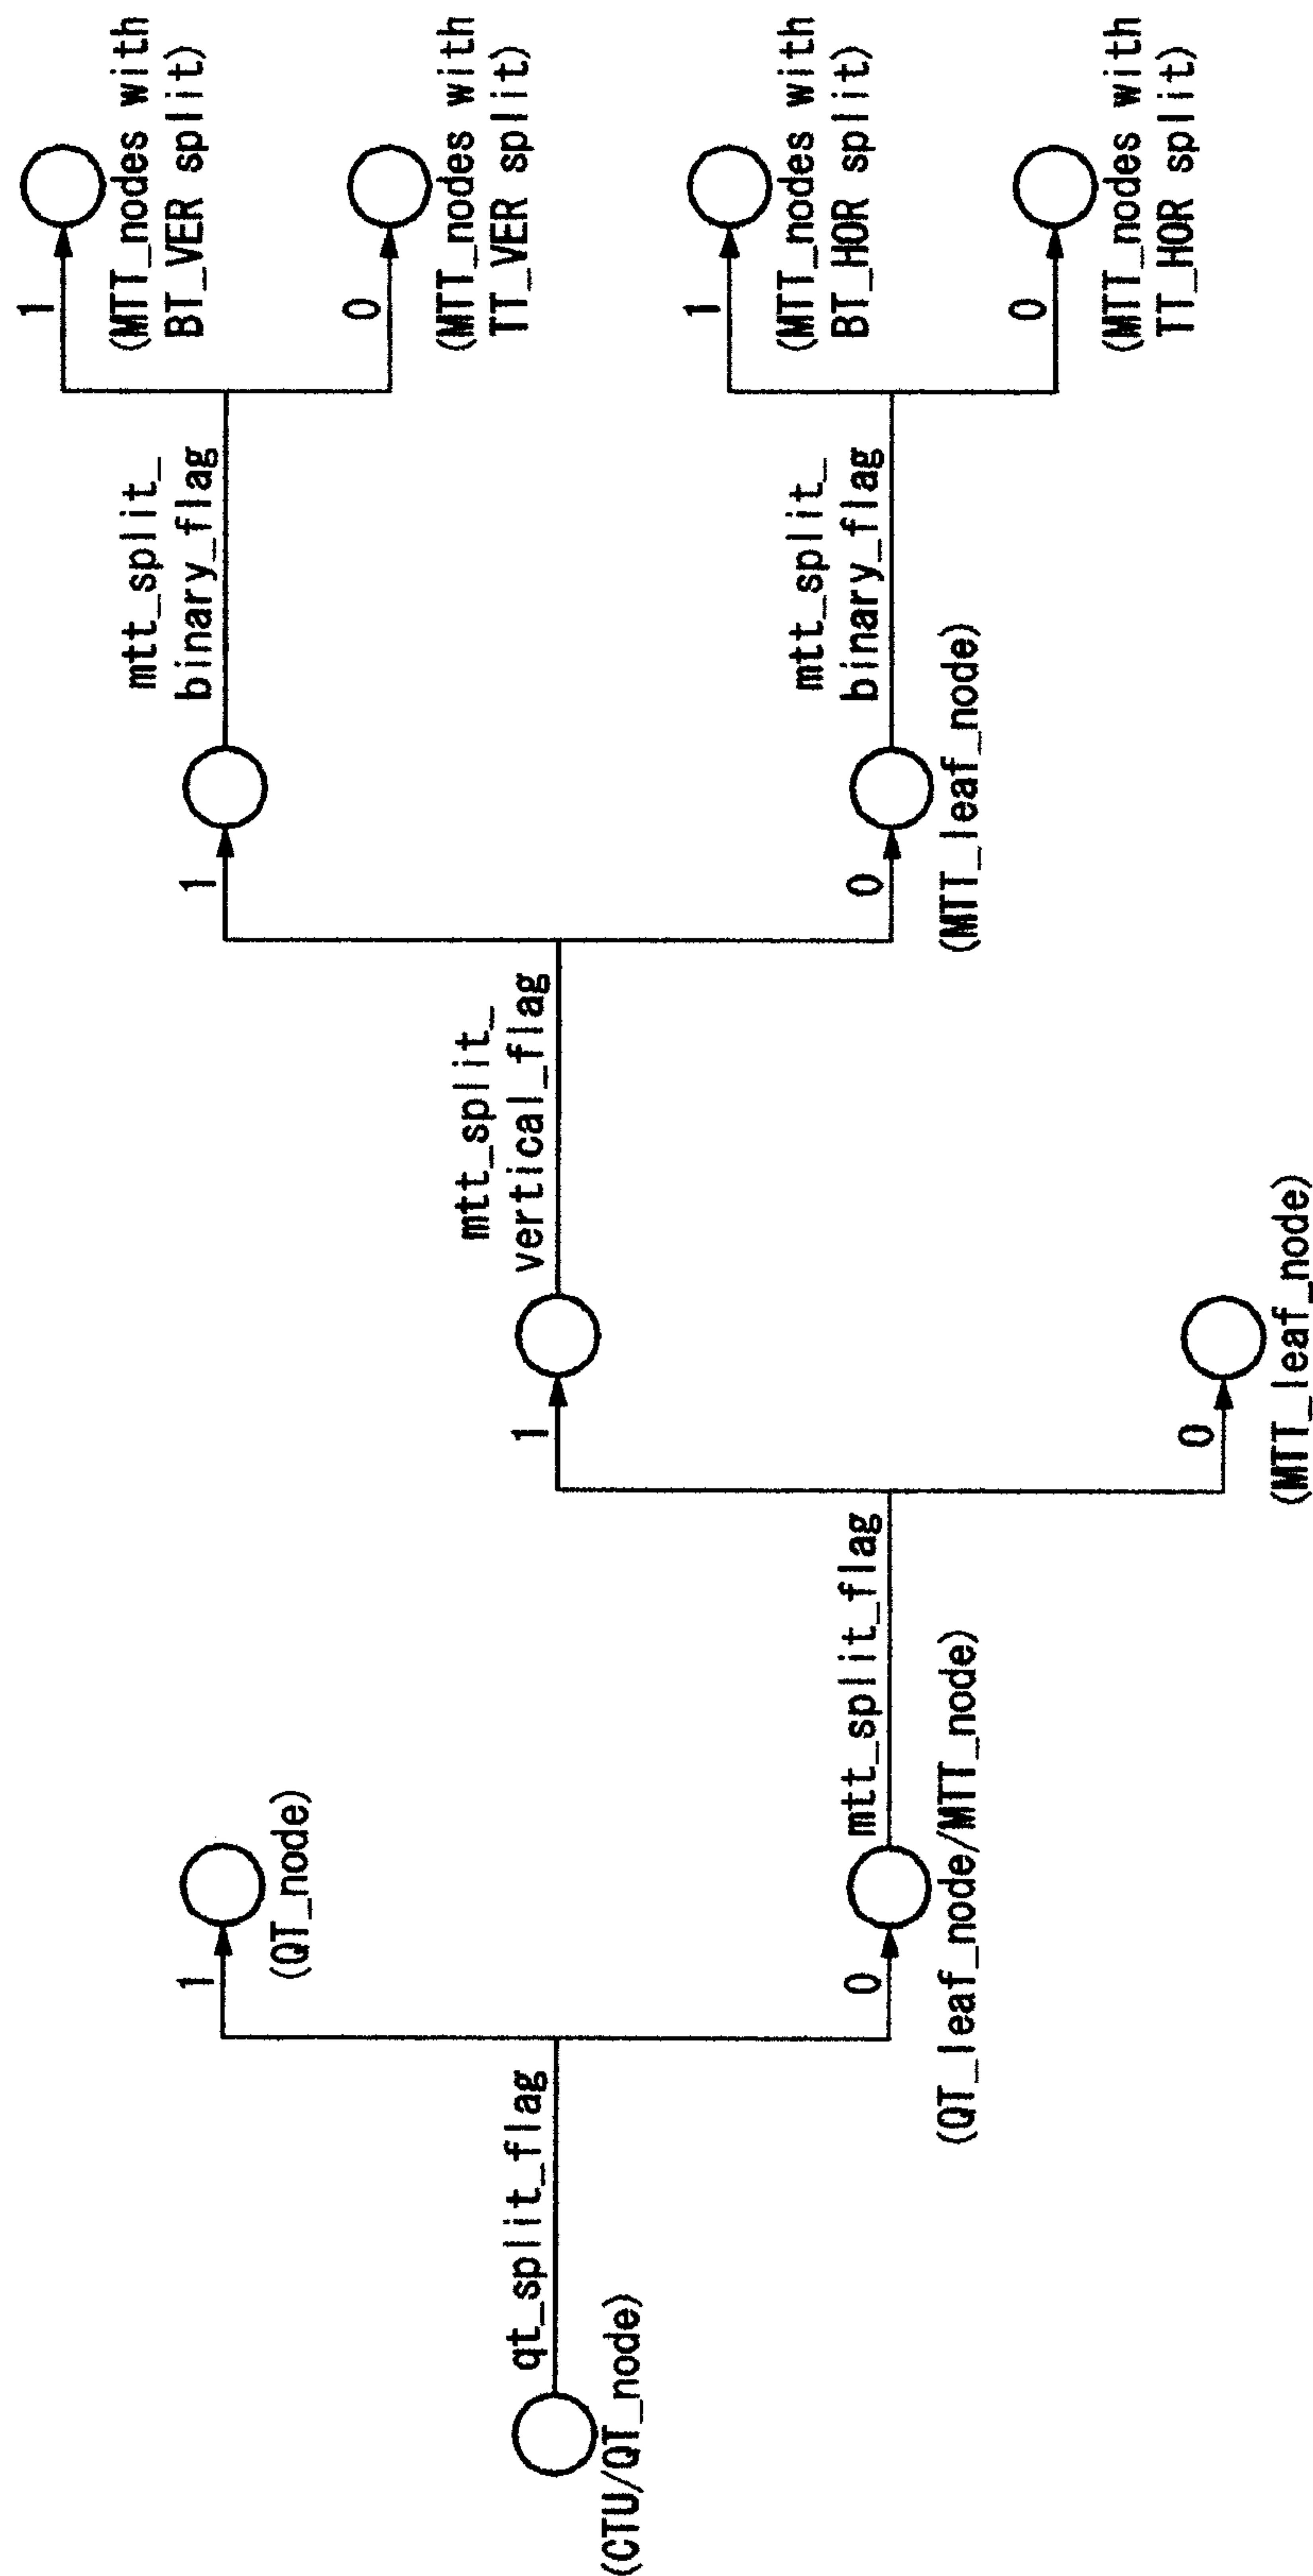 (CTU/QT_node)
qt_split_flag
1
(QT_node)
0
(QT_leaf_node/MTT_node)
mtt_split_flag
1
0
(MTT_leaf_node)
mtt_split_
vertical_flag
1
0
(MTT_leaf_node)
mtt_split_
binary_flag
1
(MTT_nodes with
BT_VER split)
0
(MTT_nodes with
TT_VER split)
mtt_split_
binary_flag
1
(MTT_nodes with
BT_HOR split)
0
(MTT_nodes with
TT_HOR split)